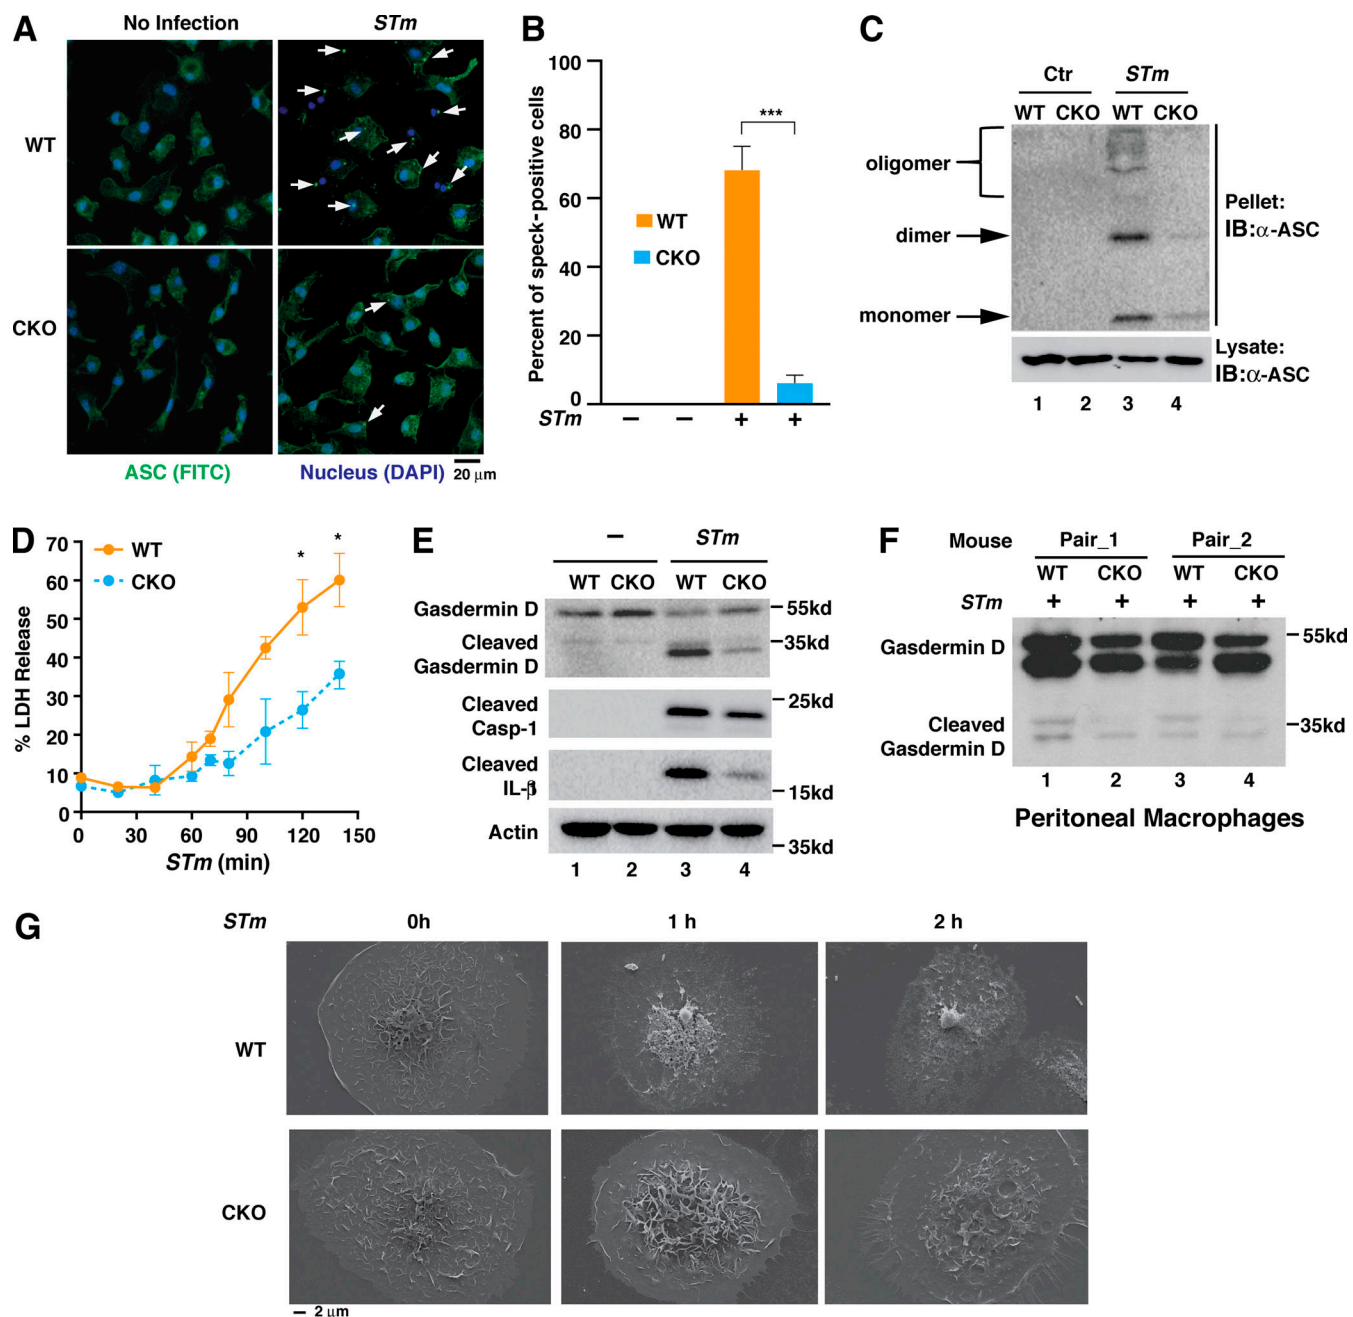 A
No Infection
STm
WT
CKO
ASC (FITC)
Nucleus (DAPI)
20 μm
B
Percent of speck-positive cells
100
80
60
40
20
0
***
WT
CKO
STm
− − + +
C
Ctr STm
WT CKO WT CKO
oligomer
dimer
monomer
Pellet:
IB:α-ASC
Lysate:
IB:α-ASC
1 2 3 4
D
% LDH Release
70
60
50
40
30
20
10
0
WT
CKO
* *
0 30 60 90 120 150
STm (min)
E
− STm
WT CKO WT CKO
Gasdermin D
55kd
Cleaved
Gasdermin D
35kd
Cleaved
Casp-1
25kd
Cleaved
IL-β1
15kd
Actin
35kd
1 2 3 4
F
Mouse Pair_1 Pair_2
WT CKO WT CKO
STm + + + +
Gasdermin D
55kd
Cleaved
Gasdermin D
35kd
1 2 3 4
Peritoneal Macrophages
G
STm 0h 1 h 2 h
WT
CKO
2 μm